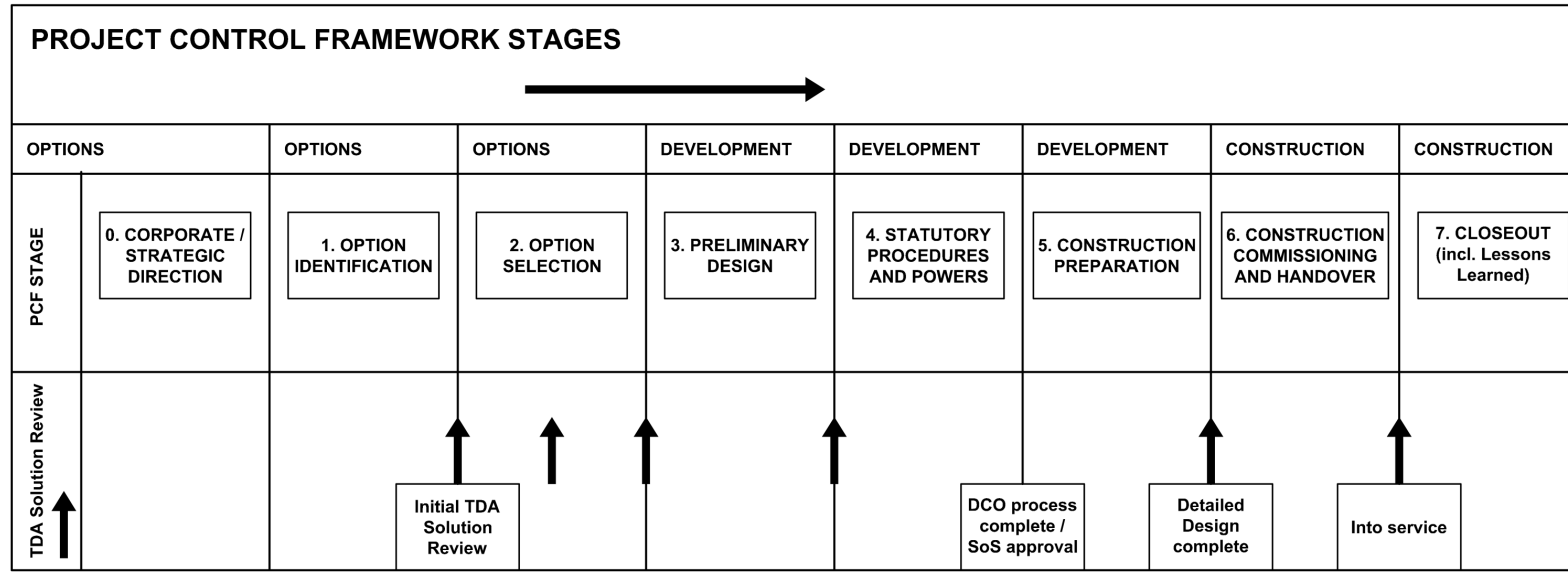 PROJECT CONTROL FRAMEWORK STAGES
OPTIONS
OPTIONS
OPTIONS
DEVELOPMENT
DEVELOPMENT
DEVELOPMENT
CONSTRUCTION
CONSTRUCTION
PCF STAGE
0. CORPORATE /
STRATEGIC
DIRECTION
1. OPTION
IDENTIFICATION
2. OPTION
SELECTION
3. PRELIMINARY
DESIGN
4. STATUTORY
PROCEDURES
AND POWERS
5. CONSTRUCTION
PREPARATION
6. CONSTRUCTION
COMMISSIONING
AND HANDOVER
7. CLOSEOUT
(incl. Lessons
Learned)
TDA Solution Review
Initial TDA
Solution
Review
DCO process
complete /
SoS approval
Detailed
Design
complete
Into service